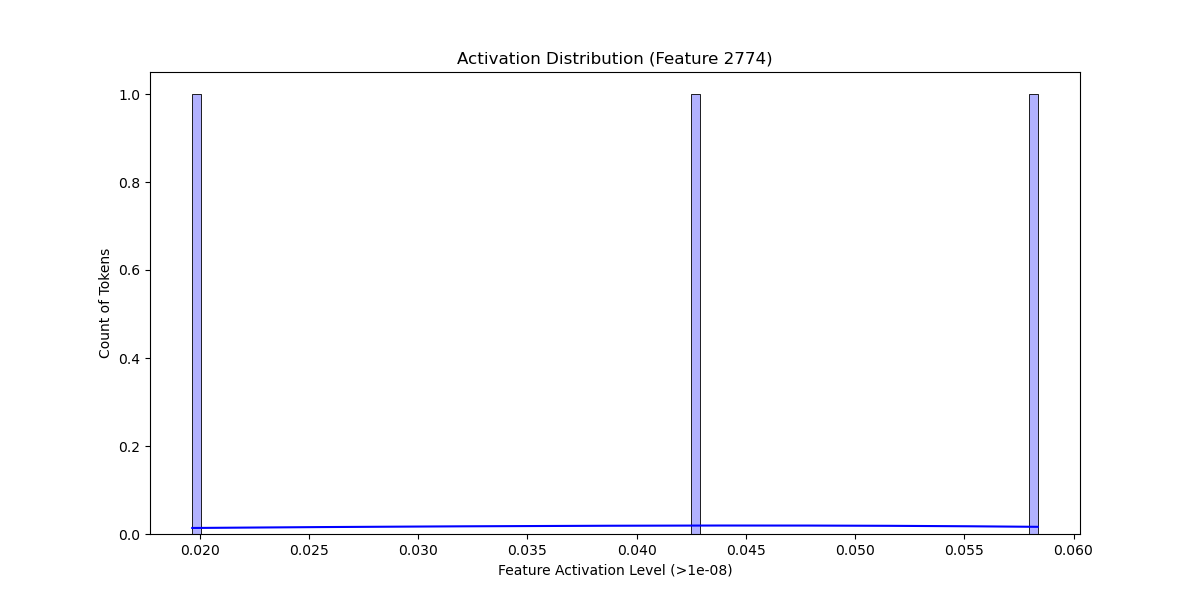 Activation Distribution (Feature 2774)
Count of Tokens
1.0
0.8
0.6
0.4
0.2
0.0
0.020 0.025 0.030 0.035 0.040 0.045 0.050 0.055 0.060
Feature Activation Level (>1e-08)